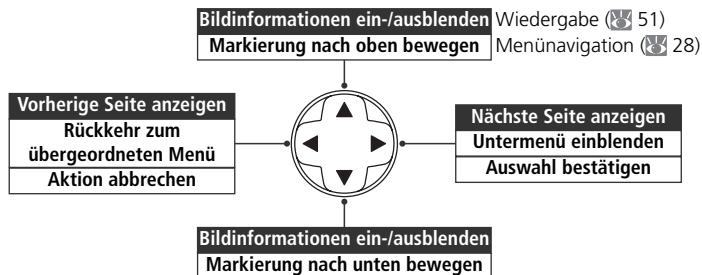 Bildinformationen ein-/ausblenden Wiedergabe ( 51)
Markierung nach oben bewegen Menünavigation ( 28)
Vorherige Seite anzeigen
Rückkehr zum
übergeordneten Menü
Aktion abbrechen
Nächste Seite anzeigen
Untermenü einblenden
Auswahl bestätigen
Bildinformationen ein-/ausblenden
Markierung nach unten bewegen